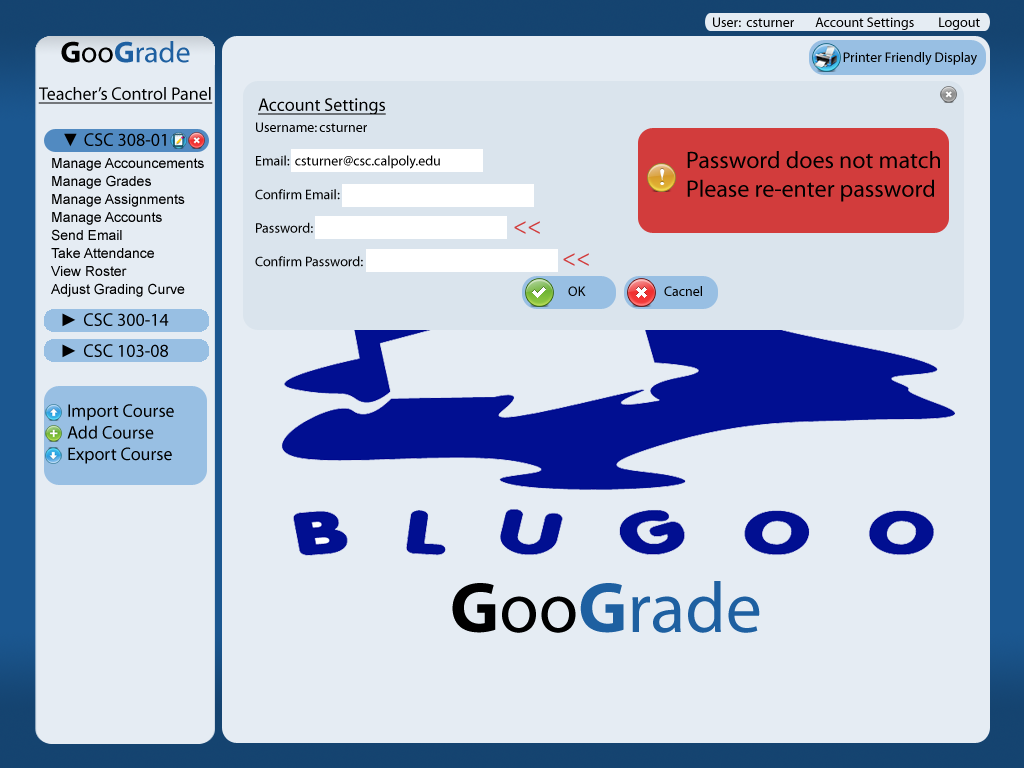 User: csturner Account Settings Logout
GooGrade
Printer Friendly Display
Teacher's Control Panel
CSC 308-01
Manage Accouncements
Manage Grades
Manage Assignments
Manage Accounts
Send Email
Take Attendance
View Roster
Adjust Grading Curve
CSC 300-14
CSC 103-08
Import Course
Add Course
Export Course
Account Settings
Username: csturner
Email: csturner@csc.calpoly.edu
Confirm Email:
Password: <<
Confirm Password: <<
Password does not match
Please re-enter password
OK Cacnel
BLUGOO
GooGrade